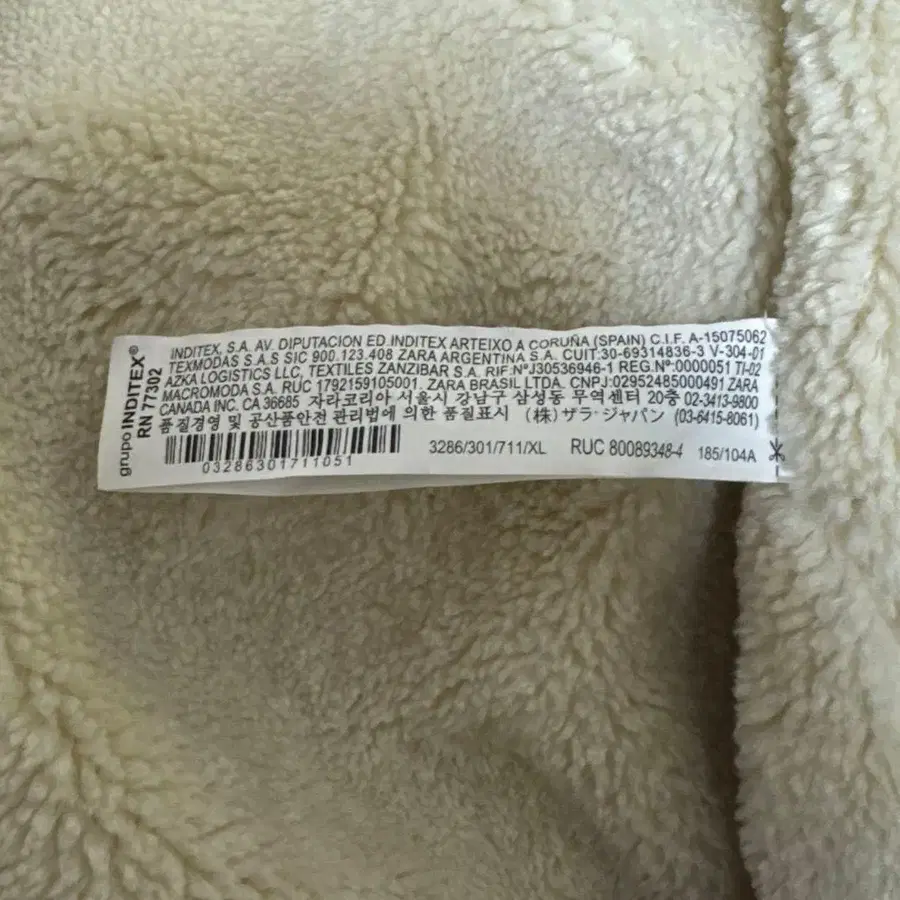 grupo INDITEX®
RN 77302
INDITEX, S.A. AV. DIPUTACION ED.INDITEX ARTEIXO A CORUÑA (SPAIN) C.I.F. A-15075062
TEXMODAS S.A.S SIC 900.123.408 ZARA ARGENTINA S.A. CUIT:30-69314836-3 V-304-01
AZKA LOGISTICS LLC, TEXTILES ZANZIBAR S.A. RIF:NºJ30536946-1 REG.Nº:0000051 TI-02
MACROMODA S.A. RUC 1792159105001. ZARA BRASIL LTDA. CNPJ:02952485000491 ZARA
CANADA INC. CA 36685 자라코리아 서울시 강남구 삼성동 무역센터 20층 02-3413-9800
품질경영 및 공산품안전 관리법에 의한 품질표시 (株) ザラ・ジャパン (03-6415-8061)
3286/301/711/XL RUC 80089348-4 185/104A
03286301711051